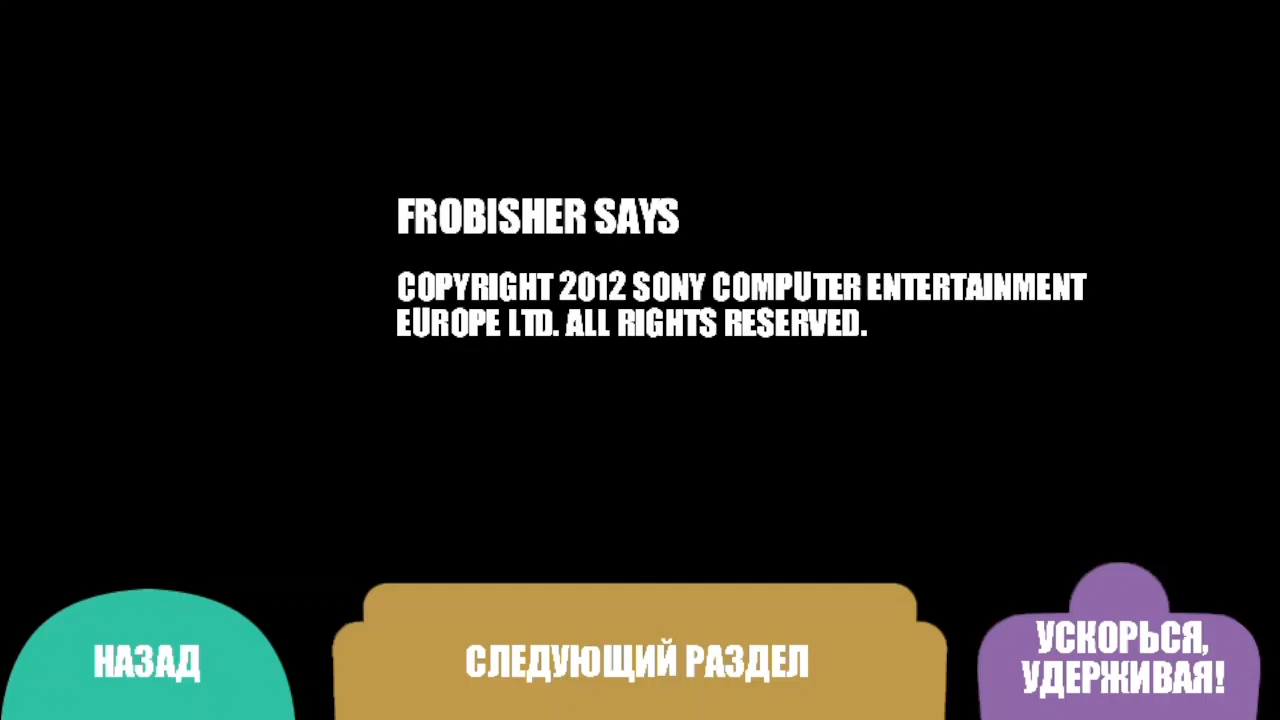 FROBISHER SAYS
COPYRIGHT 2012 SONY COMPUTER ENTERTAINMENT
EUROPE LTD. ALL RIGHTS RESERVED.
НАЗАД
СЛЕДУЮЩИЙ РАЗДЕЛ
УСКОРЬСЯ,
УДЕРЖИВАЯ!